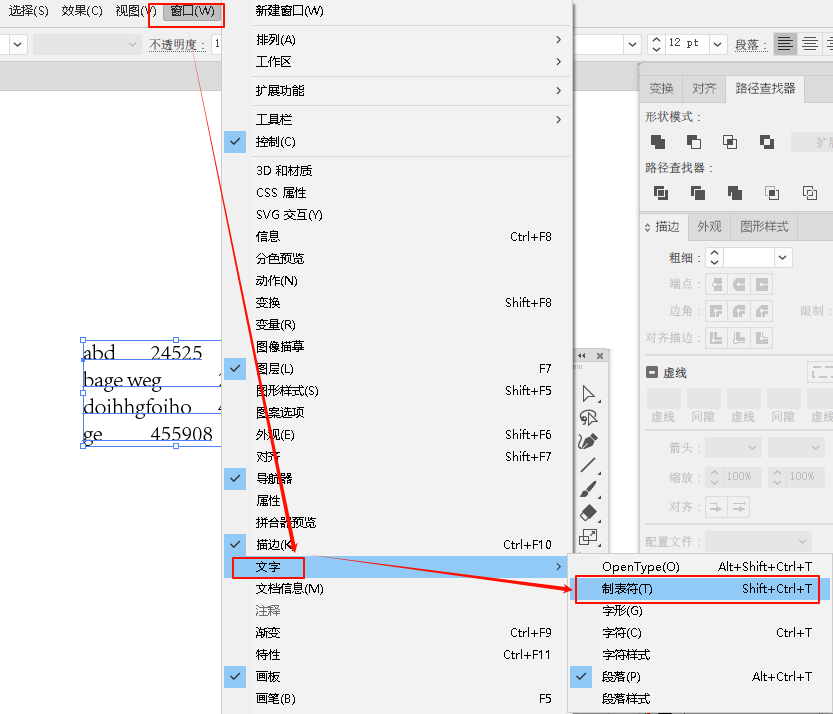 选择(S) 效果(C) 视图(V) 窗口(W)
不透明度: 1
12 pt 段落:
新建窗口(W)
排列(A)
工作区
扩展功能
工具栏
控制(C)
3D 和材质
CSS 属性
SVG 交互(Y)
信息 Ctrl+F8
分色预览
动作(N)
变换 Shift+F8
变量(R)
图像描摹
图层(L) F7
图形样式(S) Shift+F5
图案选项
外观(E) Shift+F6
对齐 Shift+F7
导航器
属性
拼合器预览
描边(K) Ctrl+F10
文字
文档信息(M)
注释
渐变 Ctrl+F9
特性 Ctrl+F11
画板
画笔(B) F5
OpenType(O) Alt+Shift+Ctrl+T
制表符(T) Shift+Ctrl+T
字形(G)
字符(C) Ctrl+T
字符样式
段落(P) Alt+Ctrl+T
段落样式
abd 24525
bage weg
doihhgfoiho
ge 455908
变换 对齐 路径查找器
形状模式:
扩展
路径查找器:
描边 外观 图形样式
粗细:
端点:
边角: 限制:
对齐描边:
虚线
虚线 间隙 虚线 间隙 虚线
箭头:
缩放: 100% 100%
对齐:
配置文件: